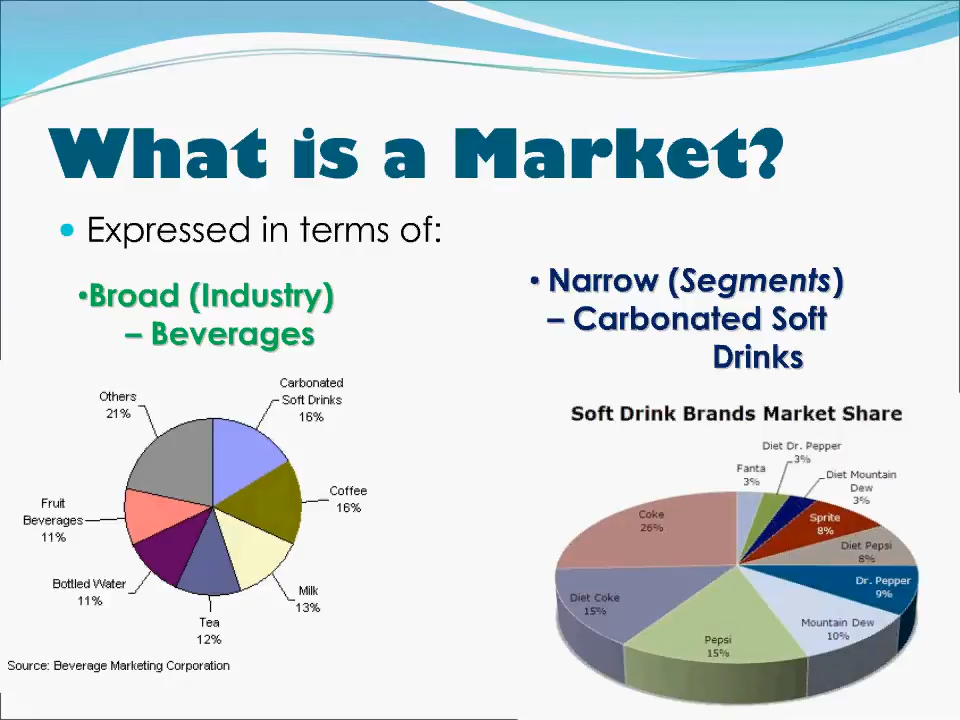 What is a Market?
• Expressed in terms of:
•Broad (Industry)
– Beverages
• Narrow (Segments)
– Carbonated Soft
Drinks
Carbonated
Soft Drinks
16%
Coffee
16%
Milk
13%
Tea
12%
Bottled Water
11%
Fruit
Beverages
11%
Others
21%
Source: Beverage Marketing Corporation
Soft Drink Brands Market Share
Diet Dr. Pepper
3%
Fanta
3%
Diet Mountain
Dew
3%
Sprite
8%
Diet Pepsi
8%
Dr. Pepper
9%
Mountain Dew
10%
Pepsi
15%
Diet Coke
15%
Coke
26%